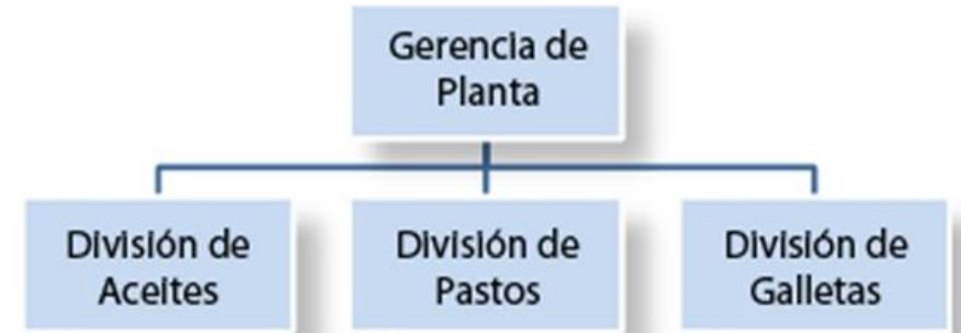 Gerencia de
Planta
División de
Aceites
División de
Pastos
División de
Galletas